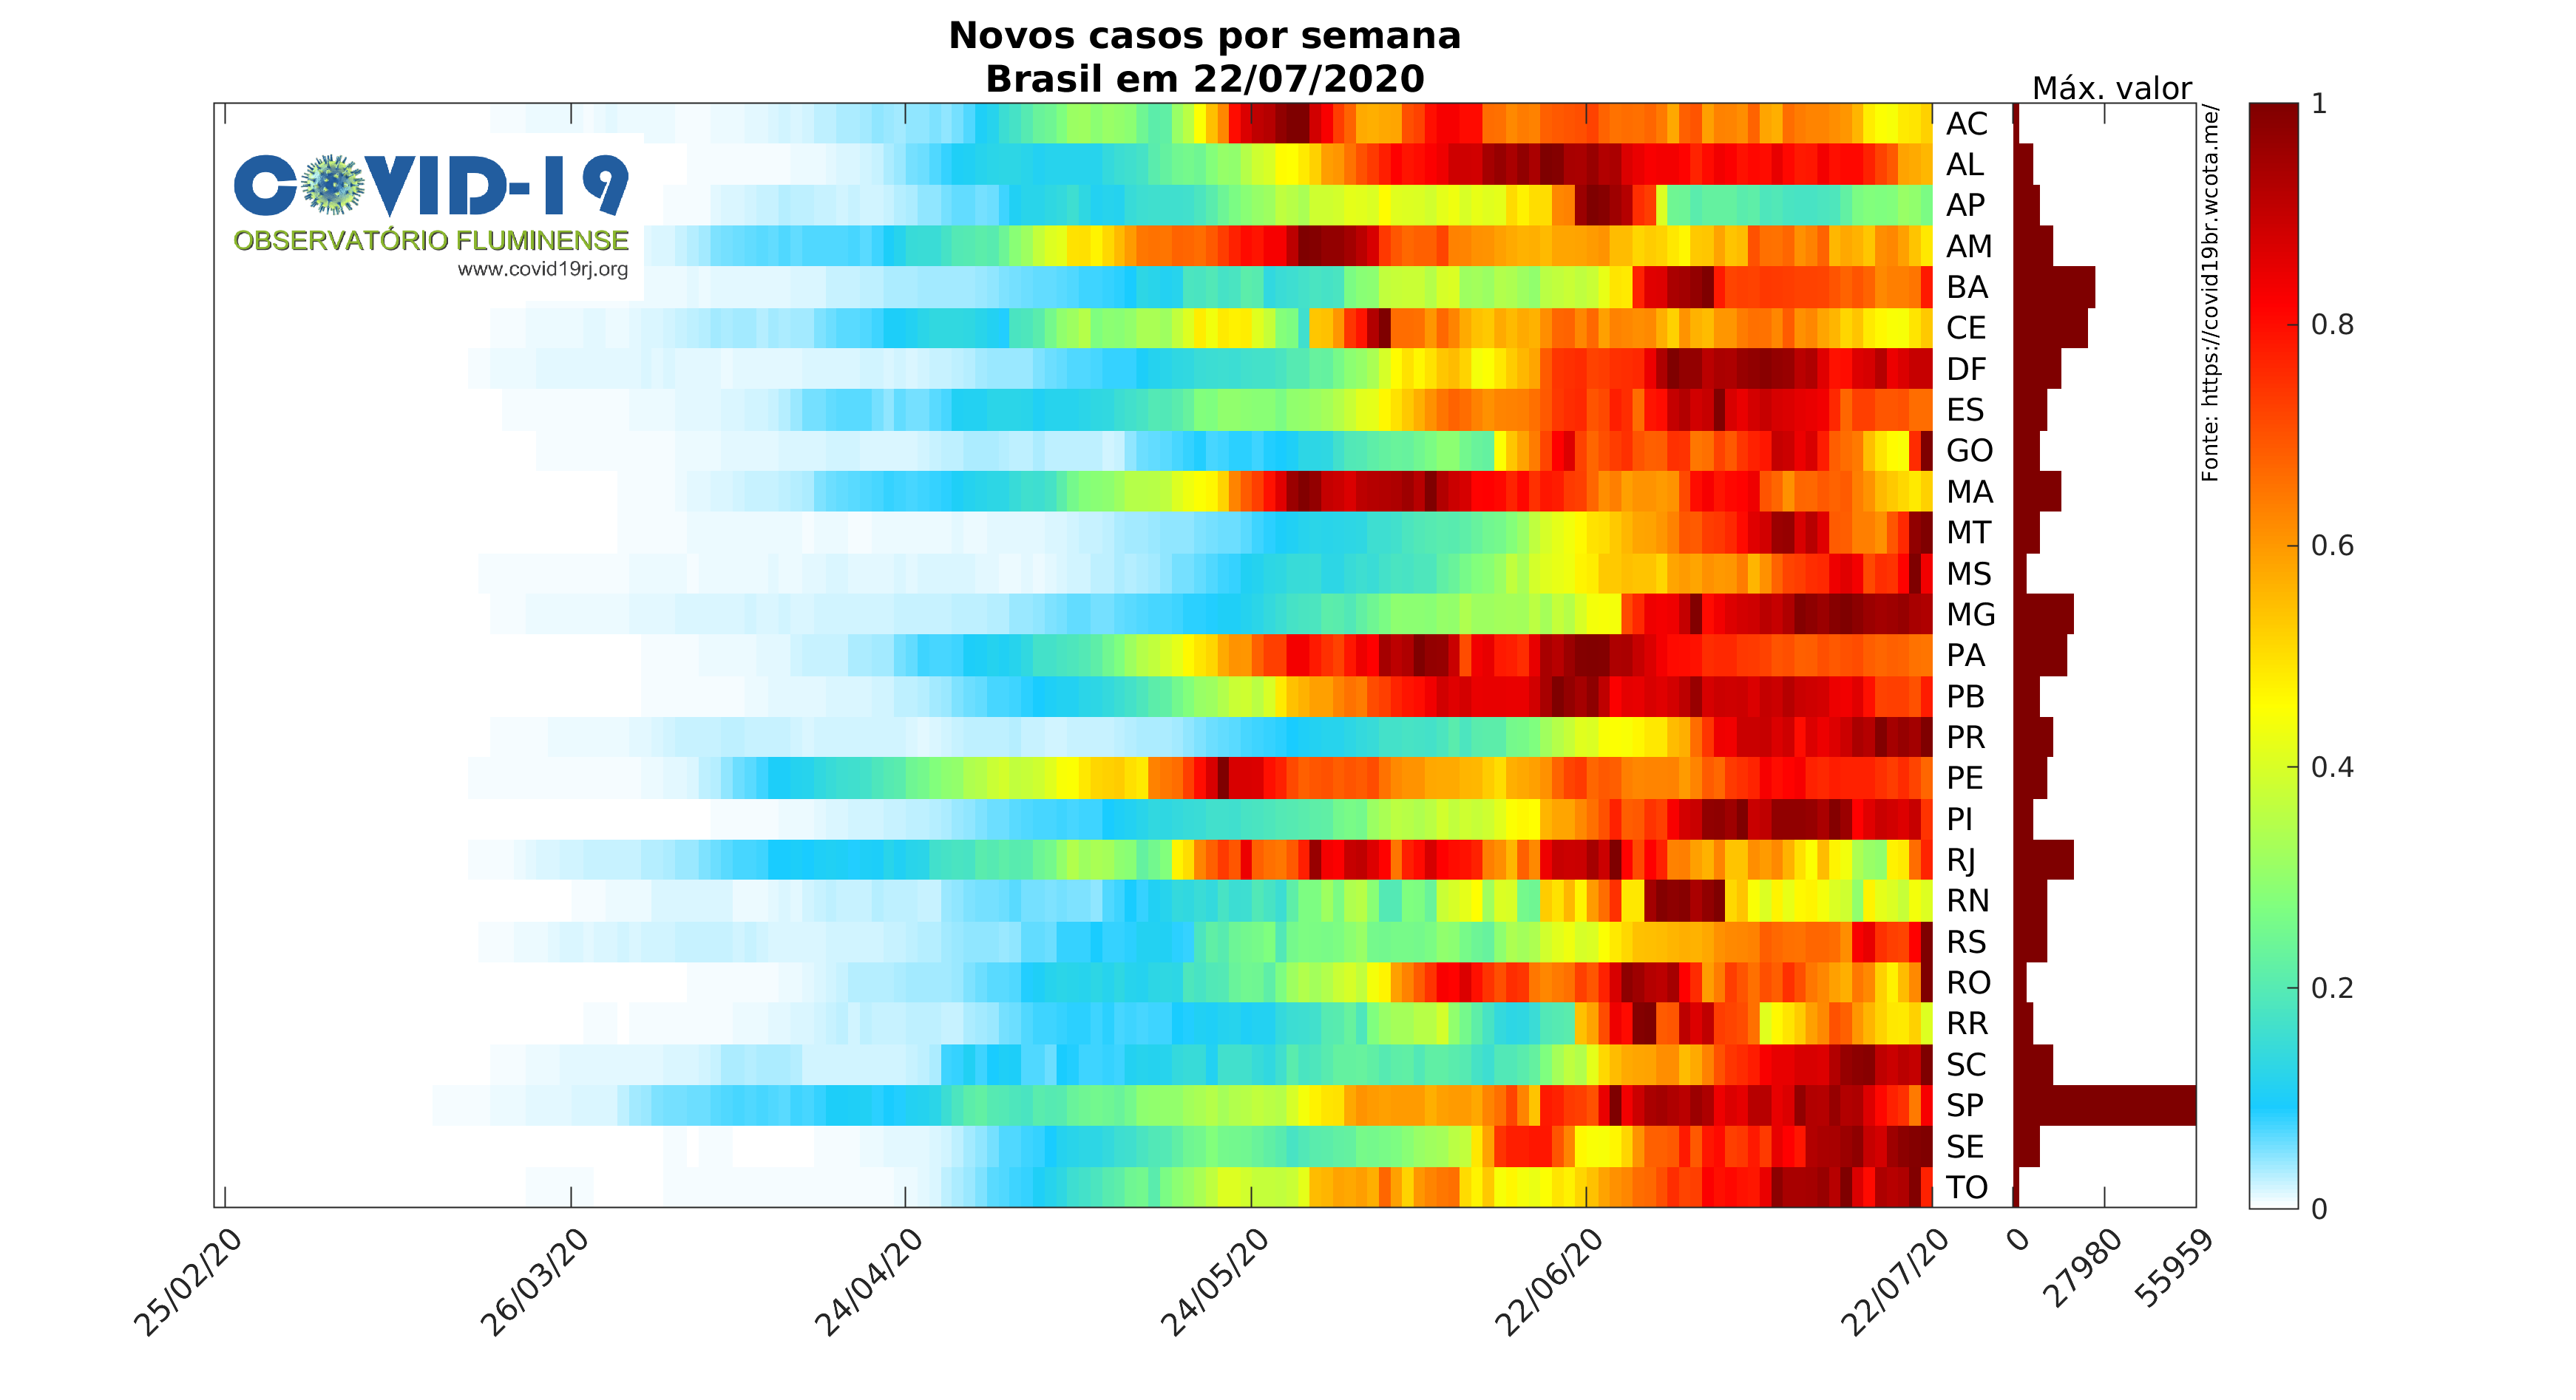 Novos casos por semana
Brasil em 22/07/2020
Máx. valor
COVID-19
OBSERVATÓRIO FLUMINENSE
www.covid19rj.org
AC
AL
AP
AM
BA
CE
DF
ES
GO
MA
MT
MS
MG
PA
PB
PR
PE
PI
RJ
RN
RS
RO
RR
SC
SP
SE
TO
Fonte: https://covid19br.wcota.me/
1
0.8
0.6
0.4
0.2
0
25/02/20
26/03/20
24/04/20
24/05/20
22/06/20
22/07/20
0
27980
55959